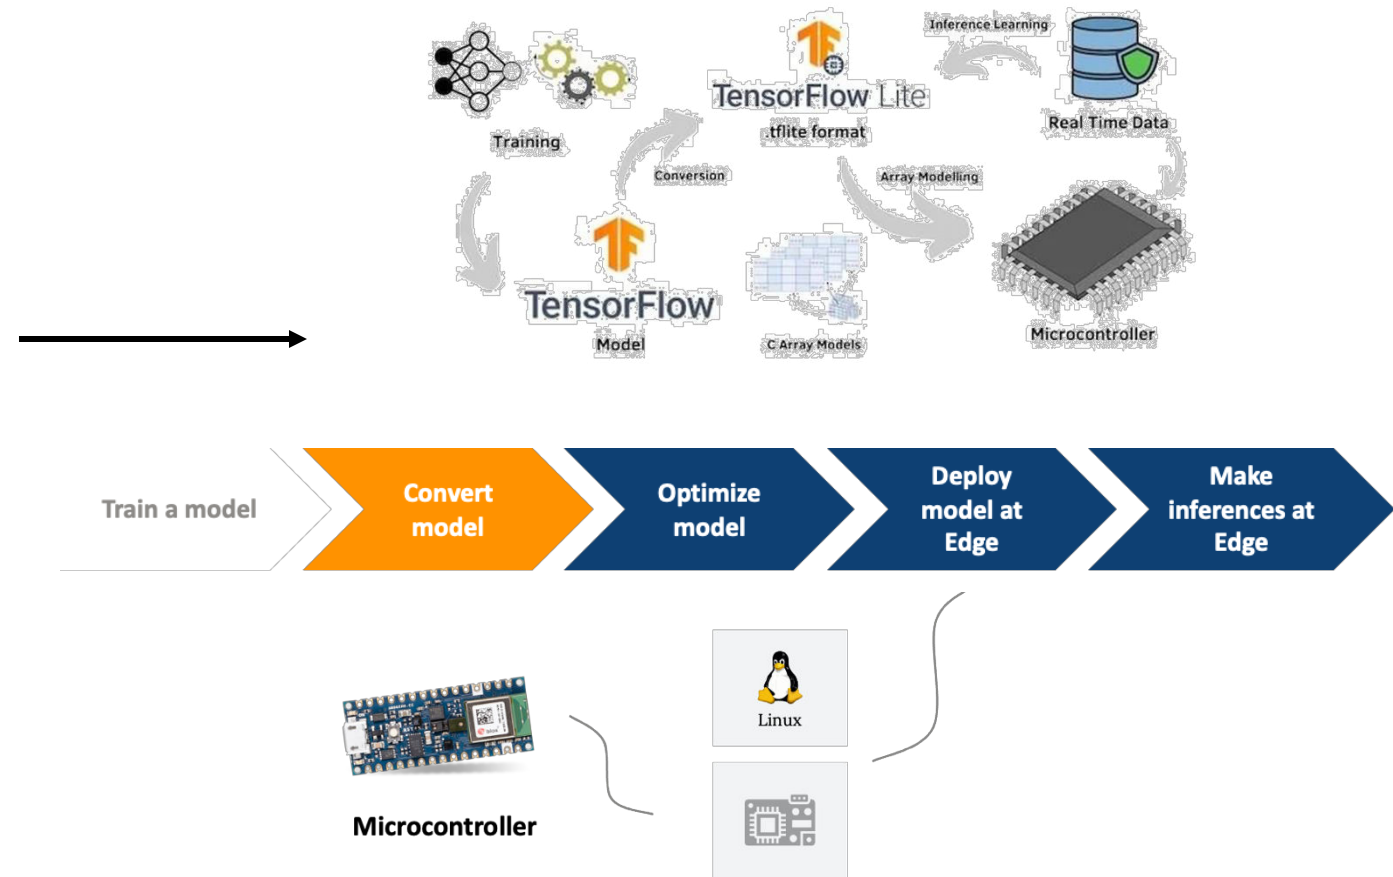 Inference Learning
TensorFlow Lite
.tflite format
Real Time Data
Training
Conversion
Array Modelling
TensorFlow
Model
C Array Models
Microcontroller
Train a model
Convert
model
Optimize
model
Deploy
model at
Edge
Make
inferences at
Edge
Linux
Microcontroller